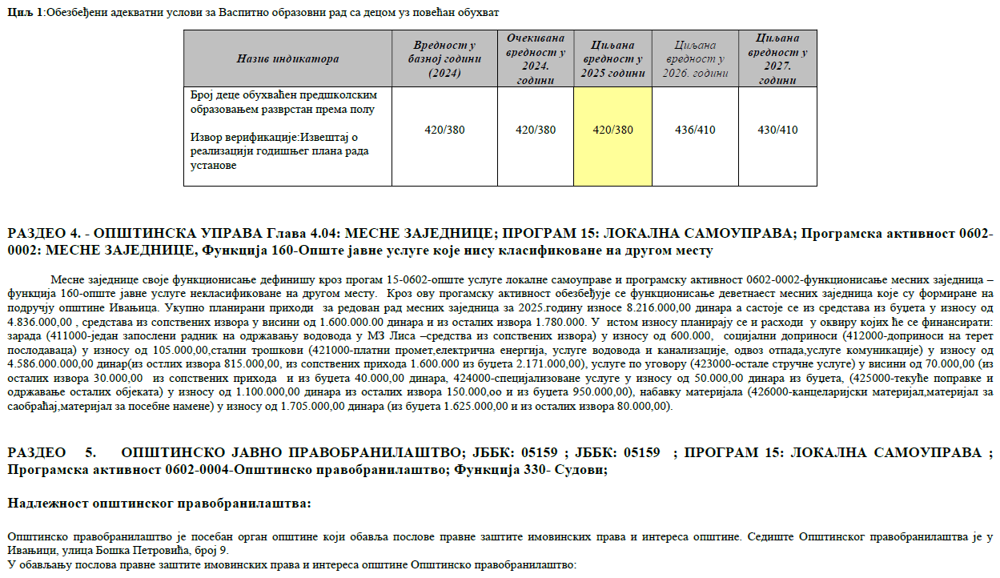 Циљ 1:Обезбеђени адекватни услови за Васпитно образовни рад са децом уз повећан обухват
Назив индикатора
Вредност у
базној години
(2024)
Очекивана
вредност у
2024.
години
Циљана
вредност у
2025 години
Циљана
вредност у
2026. години
Циљана
вредност у
2027.
години
Број деце обухваћен предшколским
образовањем разврстан према полу
Извор верификације:Извештај о
реализацији годишњег плана рада
установе
420/380
420/380
420/380
436/410
430/410
РАЗДЕО 4. - ОПШТИНСКА УПРАВА Глава 4.04: МЕСНЕ ЗАЈЕДНИЦЕ; ПРОГРАМ 15: ЛОКАЛНА САМОУПРАВА; Програмска активност 0602-
0002: МЕСНЕ ЗАЈЕДНИЦЕ, Функција 160-Опште јавне услуге које нису класификоване на другом месту
Месне заједнице своје функционисање дефинишу кроз прогам 15-0602-опште услуге локалне самоуправе и програмску активност 0602-0002-функционисање месних заједница –
функција 160-опште јавне услуге некласификоване на другом месту. Кроз ову прогамску активност обезбеђује се функционисање деветнаест месних заједница које су формиране на
подручју општине Ивањица. Укупно планирани приходи за редован рад месних заједница за 2025.годину износе 8.216.000,00 динара а састоје се из средстава из буџета у износу од
4.836.000,00 , средстава из сопствених извора у висини од 1.600.000.00 динара и из осталих извора 1.780.000. У истом износу планирају се и расходи у оквиру којих ће се финансирати:
зарада (411000-један запослени радник на одржавању водовода у МЗ Лиса –средства из сопствених извора) у износу од 600.000, социјални доприноси (412000-доприноси на терет
послодаваца) у износу од 105.000,00,стални трошкови (421000-платни промет,електрична енергија, услуге водовода и канализације, одвоз отпада,услуге комуникације) у износу од
4.586.000.000,00 динар(из остлих извора 815.000,00, из сопствених прихода 1.600.000 из буџета 2.171.000,00), услуге по уговору (423000-остале стручне услуге) у висини од 70.000,00 (из
осталих извора 30.000,00 из сопствених прихода и из буџета 40.000,00 динара, 424000-специјализоване услуге у износу од 50.000,00 динара из буџета, (425000-текуће поправке и
одржавање осталих објеката) у износу од 1.100.000,00 динара из осталих извора 150.000,оо и из буџета 950.000,00), набавку материјала (426000-канцеларијски материјал,материјал за
саобраћај,материјал за посебне намене) у износу од 1.705.000,00 динара (из буџета 1.625.000,00 и из осталих извора 80.000,00).
РАЗДЕО 5. ОПШТИНСКО ЈАВНО ПРАВОБРАНИЛАШТВО; ЈББК: 05159 ; ЈББК: 05159 ; ПРОГРАМ 15: ЛОКАЛНА САМОУПРАВА ;
Програмска активност 0602-0004-Општинско правобранилаштво; Функција 330- Судови;
Надлежност општинског правобранилаштва:
Општинско правобранилаштво је посебан орган општине који обавља послове правне заштите имовинских права и интереса општине. Седиште Општинског правобранилаштва је у
Ивањици, улица Бошка Петровића, број 9.
У обављању послова правне заштите имовинских права и интереса општине Општинско правобранилаштво: